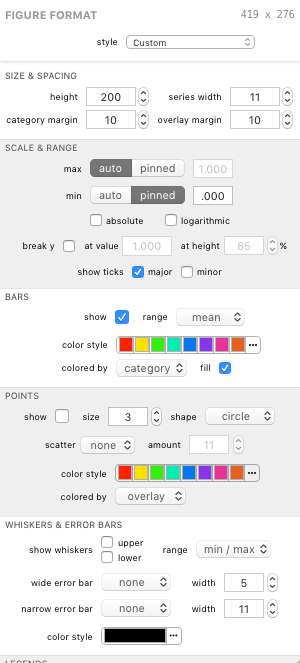 FIGURE FORMAT 419 x 276
style Custom
SIZE & SPACING
height 200 series width 11
category margin 10 overlay margin 10
SCALE & RANGE
max auto pinned 1.000
min auto pinned .000
absolute logarithmic
break y at value 1.000 at height 85 %
show ticks major minor
BARS
show range mean
color style •••
colored by category fill
POINTS
show size 3 shape circle
scatter none amount 11
color style •••
colored by overlay
WHISKERS & ERROR BARS
show whiskers upper lower range min / max
wide error bar none width 5
narrow error bar none width 11
color style •••
LEGENDS